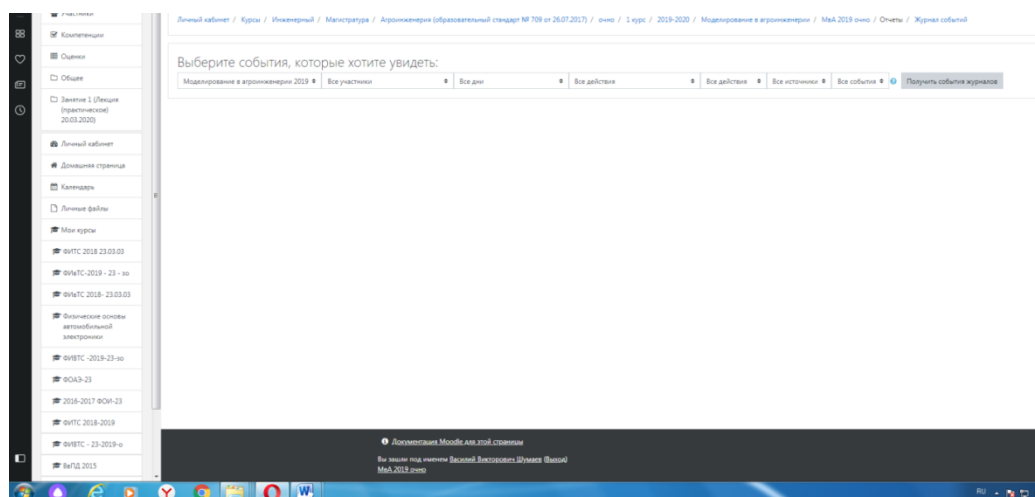 Участники
Компетенции
Оценки
Общее
Занятие 1 (Лекция
(практическое)
20.03.2020)
Личный кабинет
Домашняя страница
Календарь
Личные файлы
Мои курсы
ФИТС 2018 23.03.03
ФИвТС-2019 - 23 - зо
ФИвТС 2018- 23.03.03
Физические основы
автомобильной
электроники
ФИВТС -2019-23-зо
ФОАЭ-23
2016-2017 ФОИ-23
ФИТС 2018-2019
ФИВТС - 23-2019-о
ВвПД 2015
Личный кабинет / Курсы / Инженерный / Магистратура / Агроинженерия (образовательный стандарт № 709 от 26.07.2017) / очно / 1 курс / 2019-2020 / Моделирование в агроинженерии / МвА 2019 очно / Отчеты / Журнал событий
Выберите события, которые хотите увидеть:
Моделирование в агроинженерии 2019 Все участники Все дни Все действия Все действия Все источники Все события Получить события журналов
Документация Moodle для этой страницы
Вы зашли под именем Василий Викторович Шумаев (Выход)
МвА 2019 очно
RU